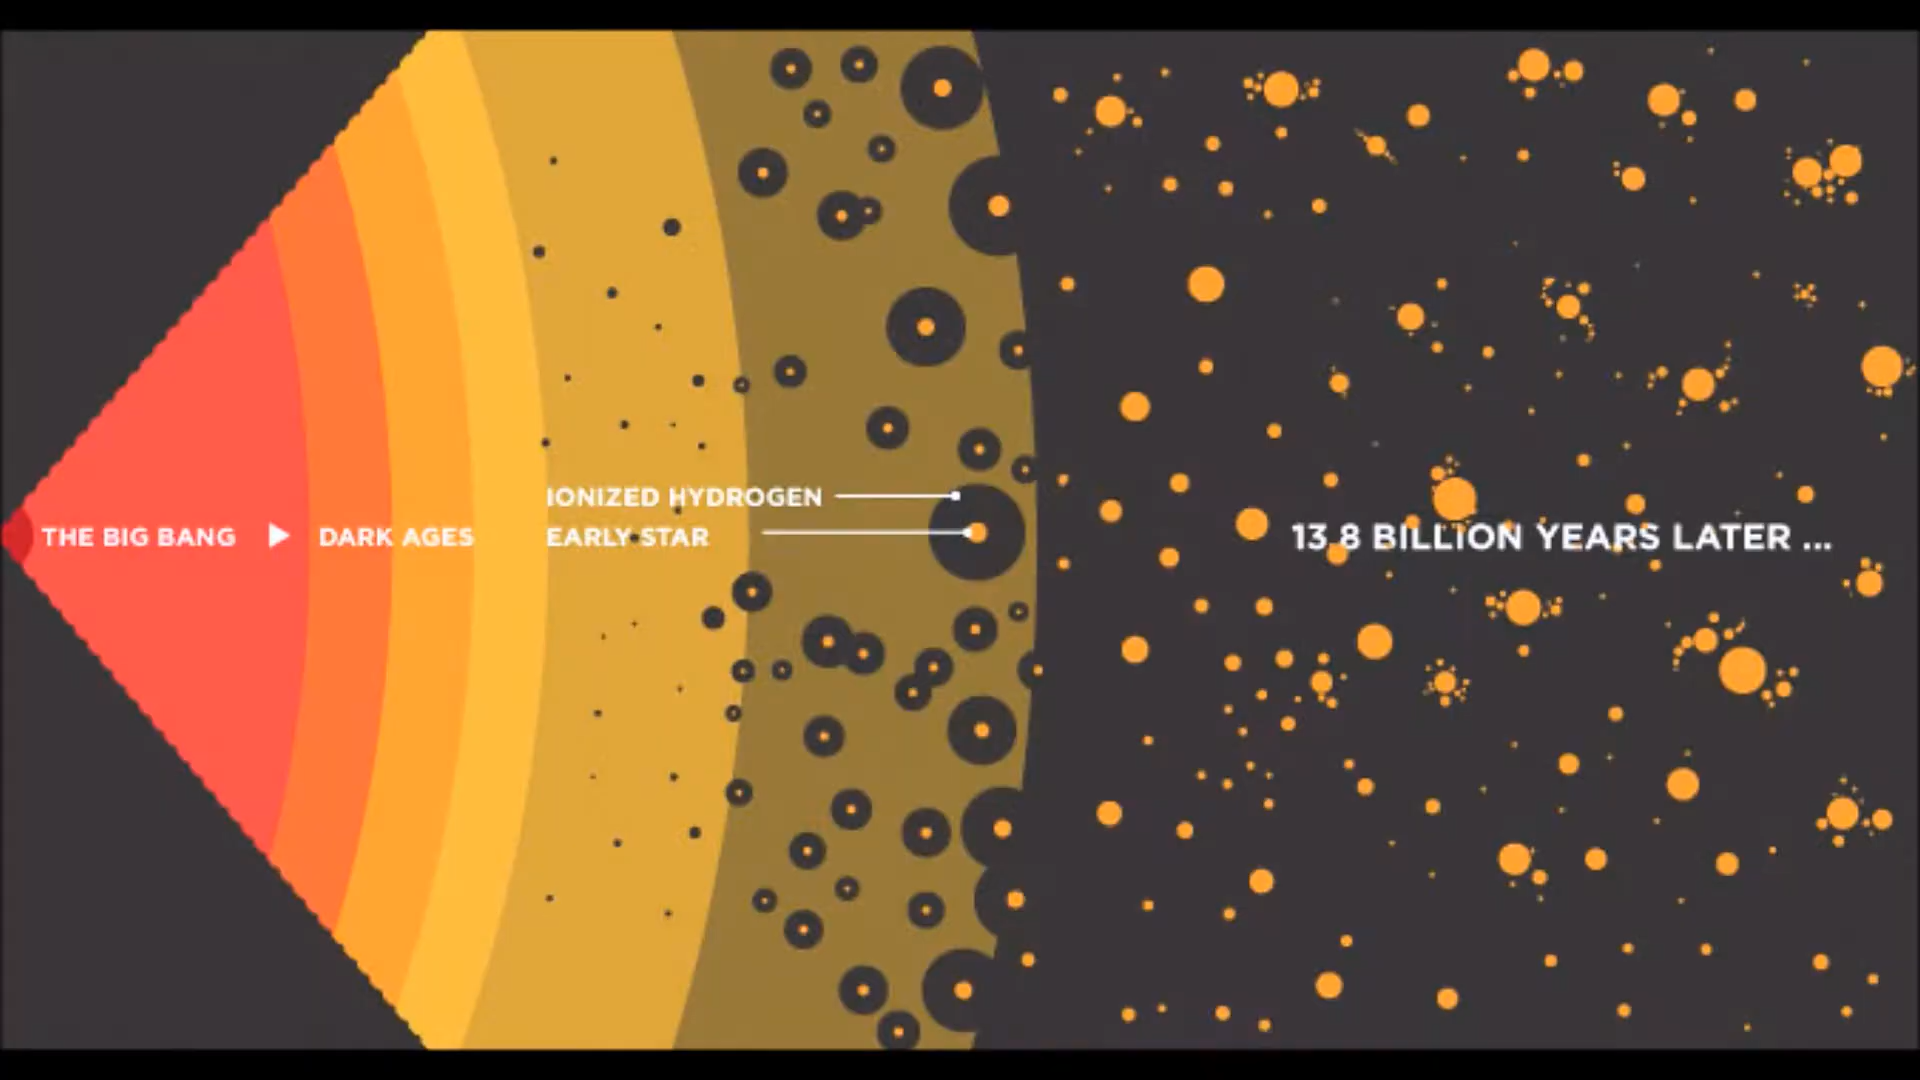 IONIZED HYDROGEN
THE BIG BANG DARK AGES EARLY STAR 13.8 BILLION YEARS LATER ...